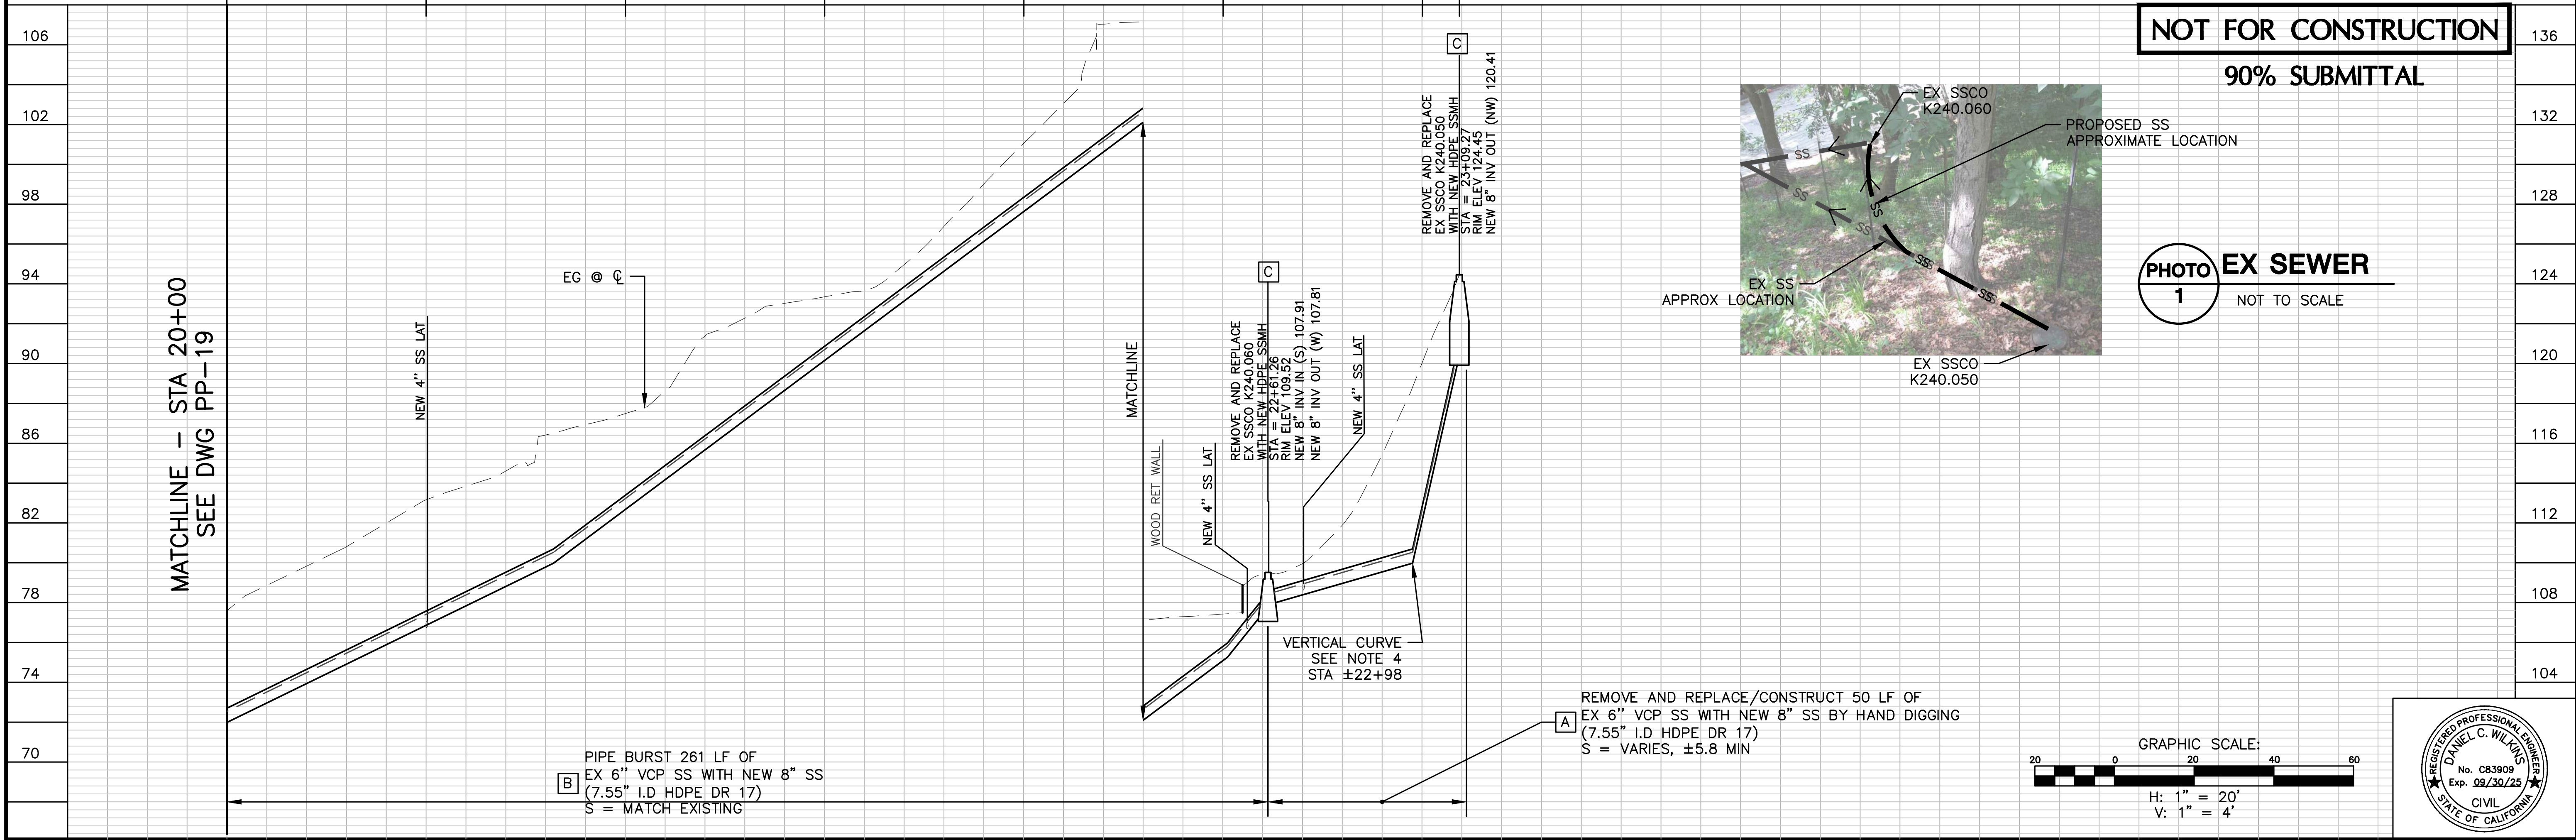 NOT FOR CONSTRUCTION
90% SUBMITTAL
106
102
98
94
90
86
82
78
74
70
136
132
128
124
120
116
112
108
104
MATCHLINE - STA 20+00
SEE DWG PP-19
NEW 4" SS LAT
EG @ ℄
MATCHLINE
WOOD RET WALL
NEW 4" SS LAT
C
REMOVE AND REPLACE
EX SSCO K240.060
WITH NEW HDPE SSMH
STA = 22+61.26
RIM ELEV 109.52
NEW 8" INV IN (S) 107.91
NEW 8" INV OUT (W) 107.81
NEW 4" SS LAT
C
REMOVE AND REPLACE
EX SSCO K240.050
WITH NEW HDPE SSMH
STA = 23+09.27
RIM ELEV 124.45
NEW 8" INV OUT (NW) 120.41
VERTICAL CURVE
SEE NOTE 4
STA ±22+98
A
REMOVE AND REPLACE/CONSTRUCT 50 LF OF
EX 6" VCP SS WITH NEW 8" SS BY HAND DIGGING
(7.55" I.D HDPE DR 17)
S = VARIES, ±5.8 MIN
B
PIPE BURST 261 LF OF
EX 6" VCP SS WITH NEW 8" SS
(7.55" I.D HDPE DR 17)
S = MATCH EXISTING
EX SSCO
K240.060
PROPOSED SS
APPROXIMATE LOCATION
SS
SS
SS
SS
SS
SS
SS
SS
EX SS
APPROX LOCATION
EX SSCO
K240.050
PHOTO
1
EX SEWER
NOT TO SCALE
GRAPHIC SCALE:
20 0 20 40 60
H: 1" = 20'
V: 1" = 4'
REGISTERED PROFESSIONAL ENGINEER
DANIEL C. WILKINS
No. C83909
Exp. 09/30/25
CIVIL
STATE OF CALIFORNIA